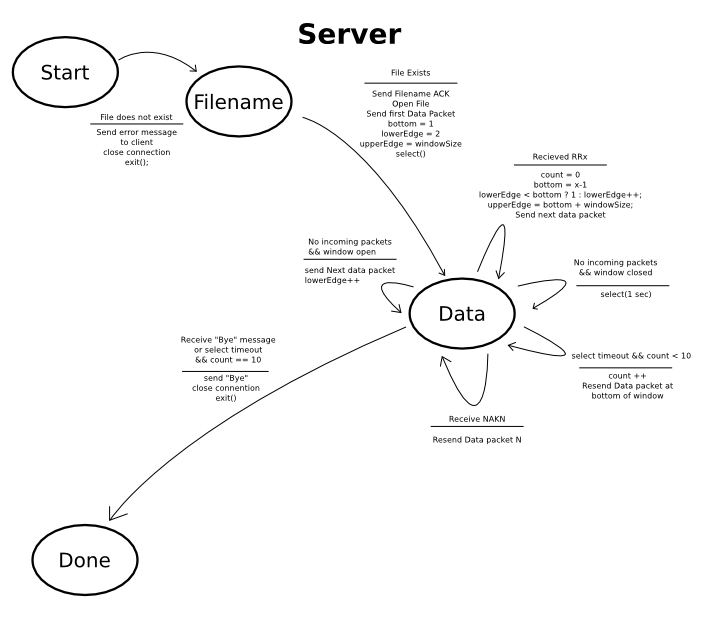 Server
Start
Filename
File does not exist
Send error message
to client
close connection
exit();
File Exists
Send Filename ACK
Open File
Send first Data Packet
bottom = 1
lowerEdge = 2
upperEdge = windowSize
select()
Recieved RRx
count = 0
bottom = x-1
lowerEdge < bottom ? 1 : lowerEdge++;
upperEdge = bottom + windowSize;
Send next data packet
No incoming packets
&& window open
send Next data packet
lowerEdge++
No incoming packets
&& window closed
select(1 sec)
Data
Receive "Bye" message
or select timeout
&& count == 10
send "Bye"
close connention
exit()
select timeout && count < 10
count ++
Resend Data packet at
bottom of window
Receive NAKN
Resend Data packet N
Done